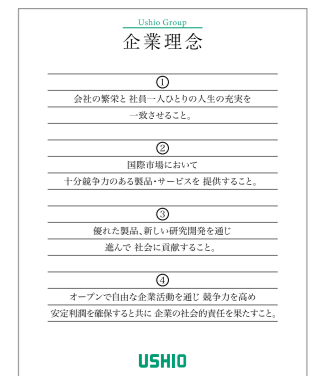 Ushio Group
企業理念
①
会社の繁栄と 社員一人ひとりの人生の充実を
一致させること。
②
国際市場において
十分競争力のある製品・サービスを 提供すること。
③
優れた製品、新しい研究開発を通じ
進んで 社会に貢献すること。
④
オープンで自由な企業活動を通じ 競争力を高め
安定利潤を確保すると共に 企業の社会的責任を果たすこと。
USHIO